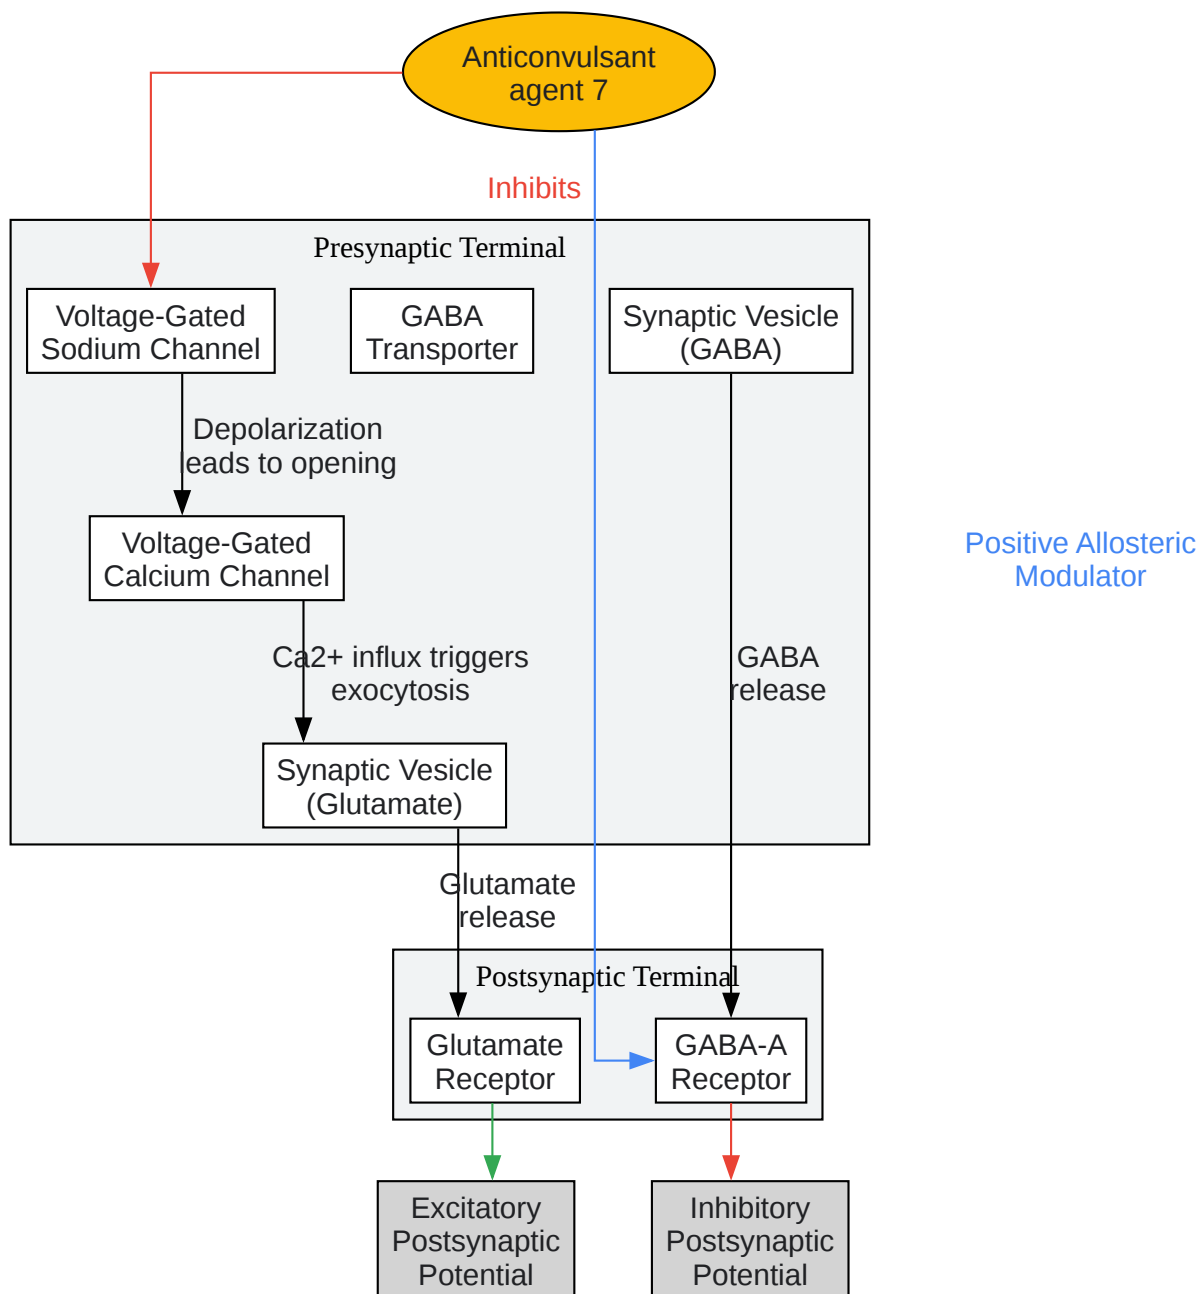 Anticonvulsant
agent 7
Inhibits
Presynaptic Terminal
Voltage-Gated
Sodium Channel
GABA
Transporter
Synaptic Vesicle
(GABA)
Depolarization
leads to opening
Voltage-Gated
Calcium Channel
Positive Allosteric
Modulator
Ca2+ influx triggers
exocytosis
GABA
release
Synaptic Vesicle
(Glutamate)
Glutamate
release
Postsynaptic Terminal
Glutamate
Receptor
GABA-A
Receptor
Excitatory
Postsynaptic
Potential
Inhibitory
Postsynaptic
Potential